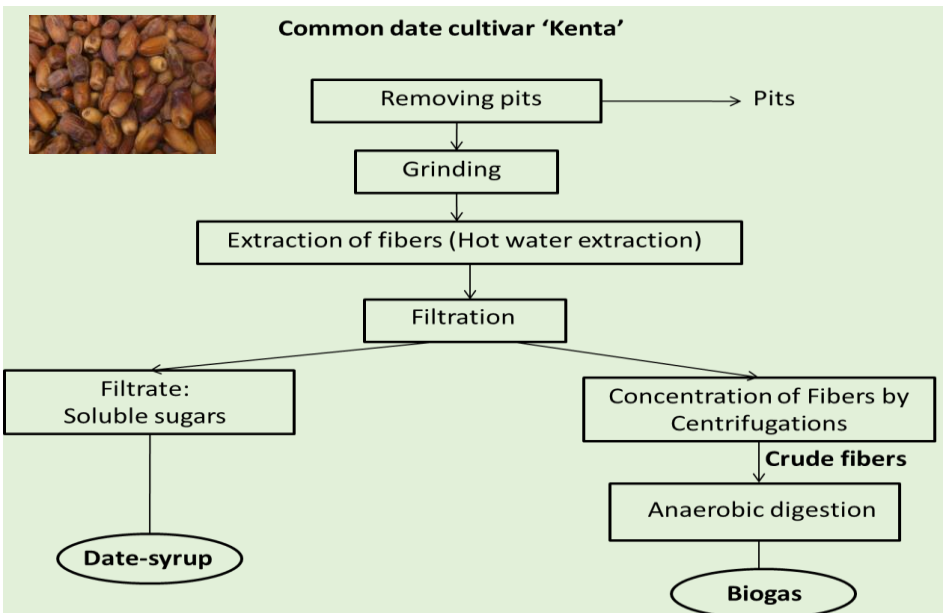 Common date cultivar ‘Kenta’
Removing pits
Pits
Grinding
Extraction of fibers (Hot water extraction)
Filtration
Filtrate:
Soluble sugars
Concentration of Fibers by
Centrifugations
Crude fibers
Anaerobic digestion
Date-syrup
Biogas